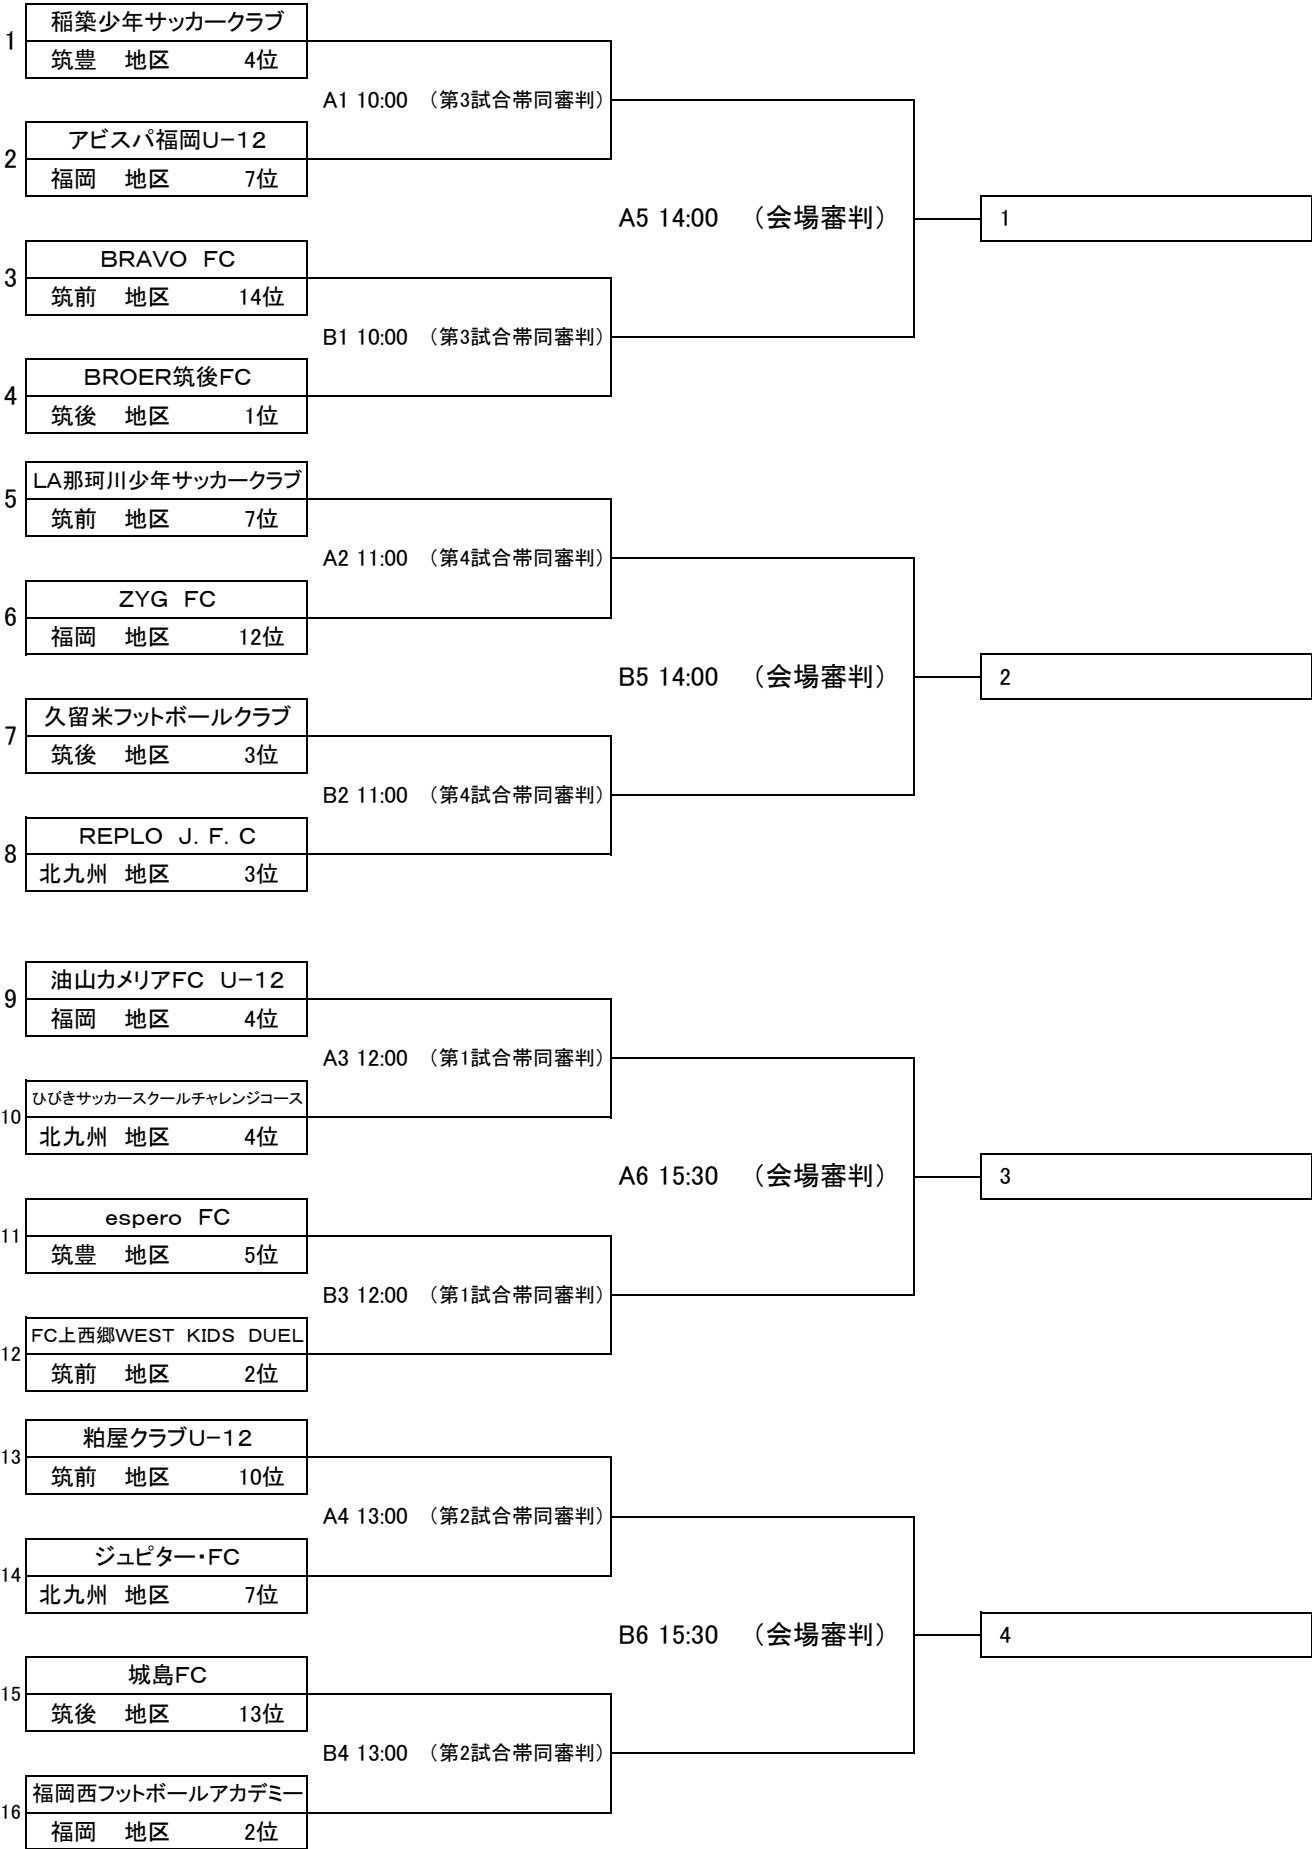 稲築少年サッカークラブ
1
筑豊 地区 4位
A1 10:00 （第3試合帯同審判）
アビスパ福岡U-12
2
福岡 地区 7位
A5 14:00 （会場審判）
1
BRAVO FC
3
筑前 地区 14位
B1 10:00 （第3試合帯同審判）
BROER筑後FC
4
筑後 地区 1位
LA那珂川少年サッカークラブ
5
筑前 地区 7位
A2 11:00 （第4試合帯同審判）
ZYG FC
6
福岡 地区 12位
B5 14:00 （会場審判）
2
久留米フットボールクラブ
7
筑後 地区 3位
B2 11:00 （第4試合帯同審判）
REPLO J．F．C
8
北九州 地区 3位
油山カメリアFC U-12
9
福岡 地区 4位
A3 12:00 （第1試合帯同審判）
ひびきサッカースクールチャレンジコース
10
北九州 地区 4位
A6 15:30 （会場審判）
3
espero FC
11
筑豊 地区 5位
B3 12:00 （第1試合帯同審判）
FC上西郷WEST KIDS DUEL
12
筑前 地区 2位
粕屋クラブU-12
13
筑前 地区 10位
A4 13:00 （第2試合帯同審判）
ジュピター・FC
14
北九州 地区 7位
B6 15:30 （会場審判）
4
城島FC
15
筑後 地区 13位
B4 13:00 （第2試合帯同審判）
福岡西フットボールアカデミー
16
福岡 地区 2位